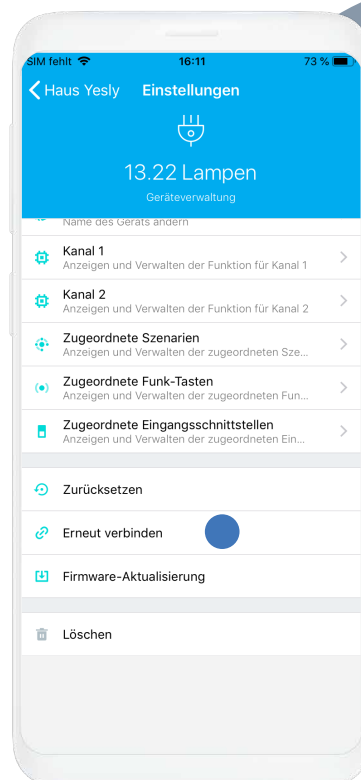 SIM fehlt 16:11 73 %
Haus Yesly Einstellungen
13.22 Lampen
Geräteverwaltung
Name des Geräts ändern
Kanal 1
Anzeigen und Verwalten der Funktion für Kanal 1
Kanal 2
Anzeigen und Verwalten der Funktion für Kanal 2
Zugeordnete Szenarien
Anzeigen und Verwalten der zugeordneten Sze...
Zugeordnete Funk-Tasten
Anzeigen und Verwalten der zugeordneten Fun...
Zugeordnete Eingangsschnittstellen
Anzeigen und Verwalten der zugeordneten Ein...
Zurücksetzen
Erneut verbinden
Firmware-Aktualisierung
Löschen